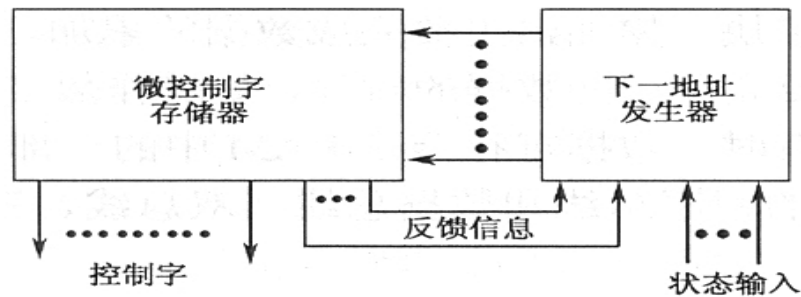 微控制字
存储器
下一地址
发生器
反馈信息
控制字
状态输入